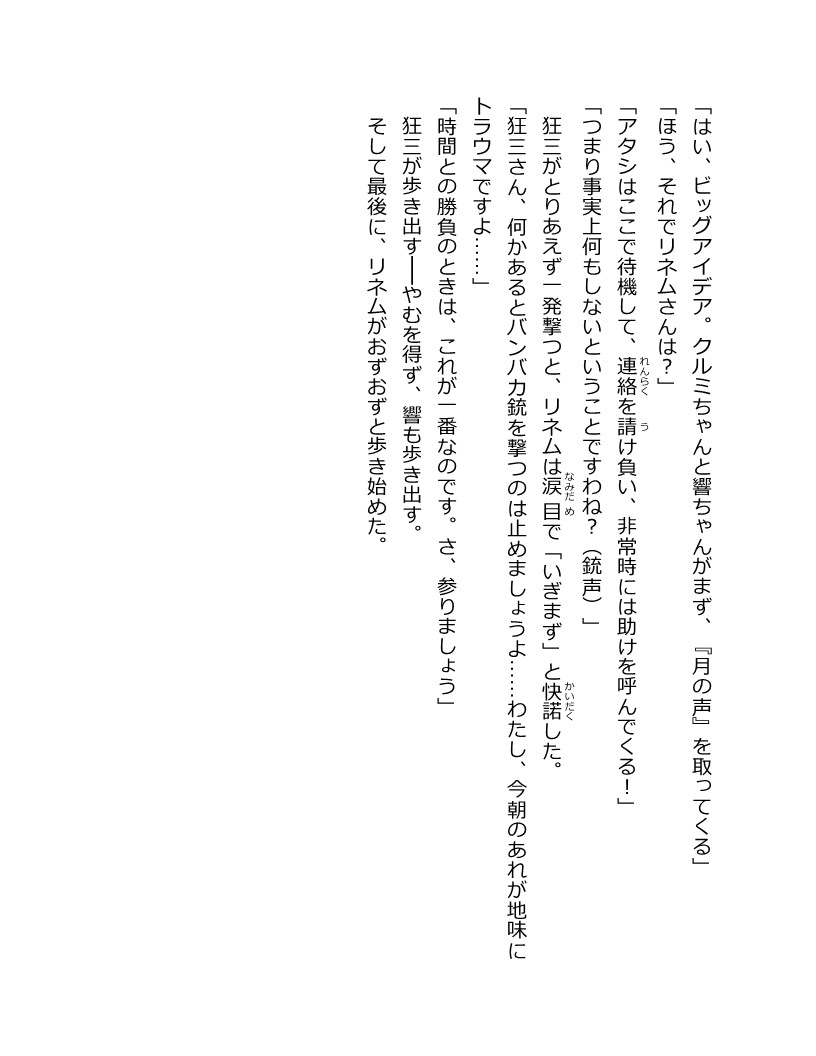 「はい、ビッグアイデア。クルミちゃんと響ちゃんがまず、『月の声』を取ってくる」
「ほう、それでリネムさんは？」
「アタシはここで待機して、連絡を請け負い、非常時には助けを呼んでくる！」
「つまり事実上何もしないということですわね？（銃声）」
　狂三がとりあえず一発撃つと、リネムは涙目で「いぎまず」と快諾した。
「狂三さん、何かあるとバンバカ銃を撃つのは止めましょうよ……わたし、今朝のあれが地味に
トラウマですよ……」
「時間との勝負のときは、これが一番なのです。さ、参りましょう」
　狂三が歩き出す――やむを得ず、響も歩き出す。
　そして最後に、リネムがおずおずと歩き始めた。